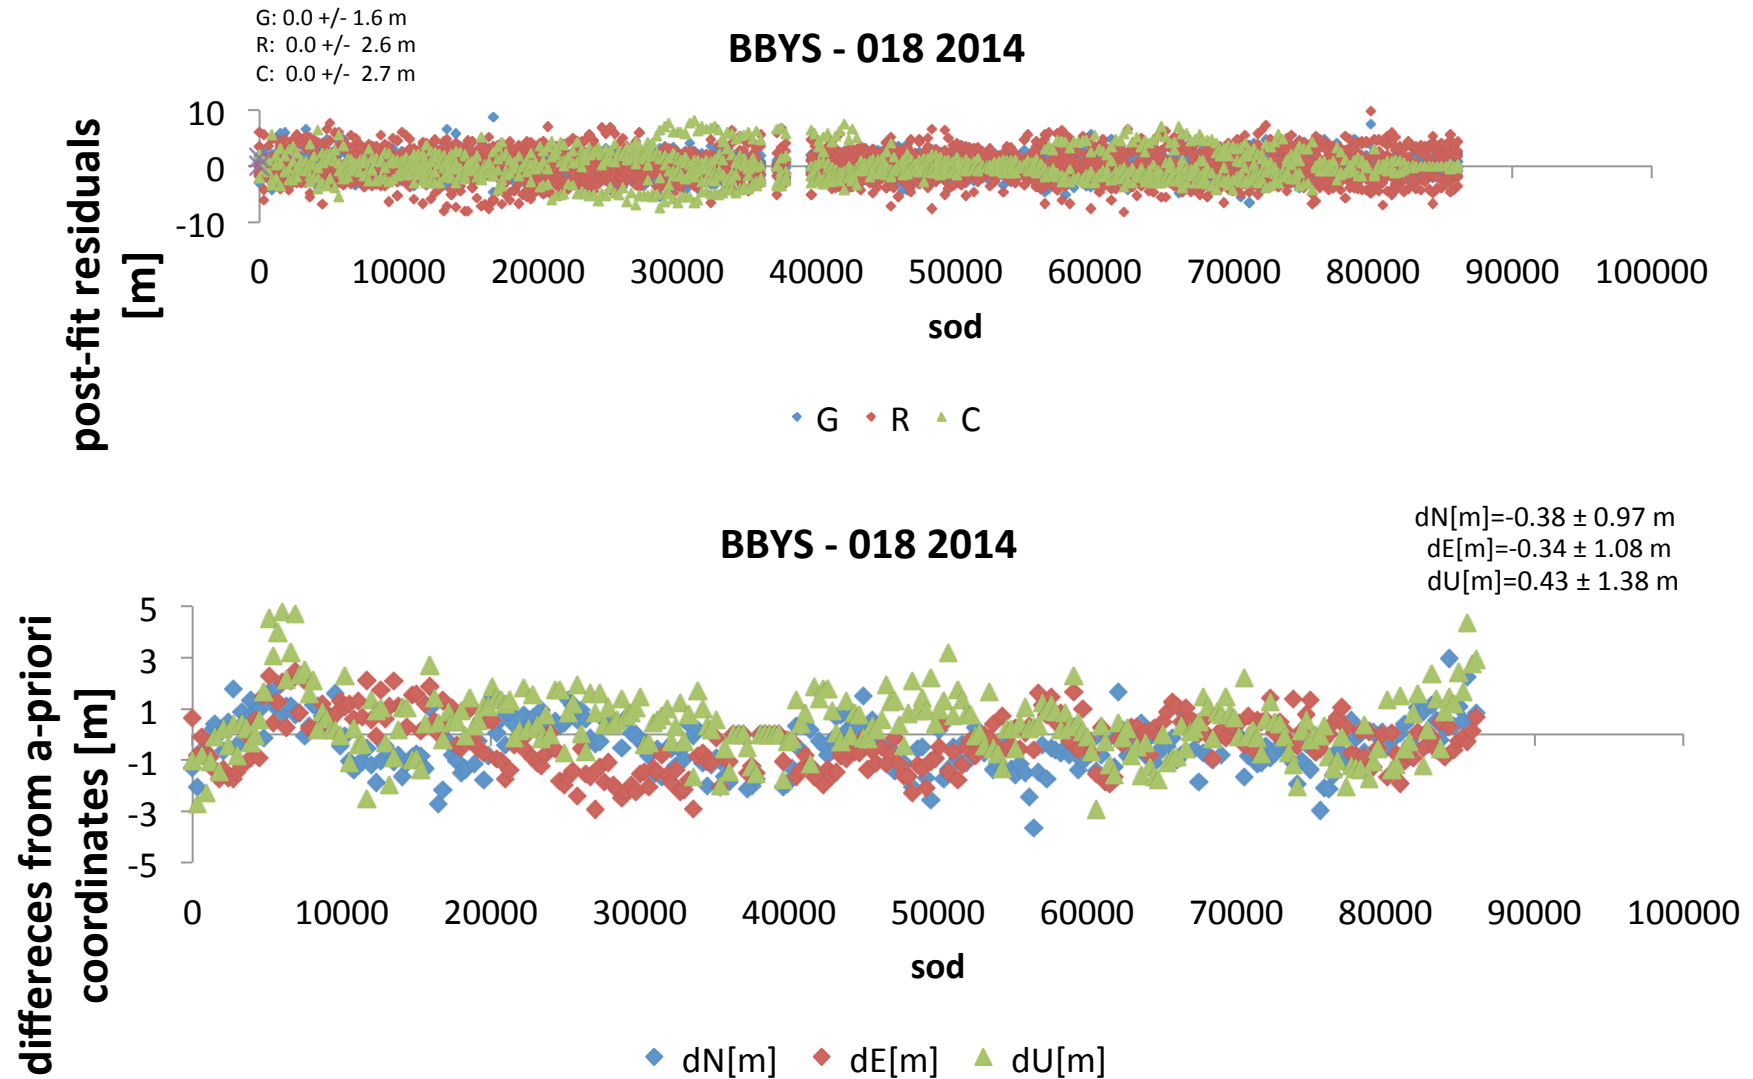 G: 0.0 +/- 1.6 m
R: 0.0 +/- 2.6 m
C: 0.0 +/- 2.7 m
BBYS - 018 2014
10
0
-10
post-fit residuals
[m]
0 10000 20000 30000 40000 50000 60000 70000 80000 90000 100000
sod
G R C
BBYS - 018 2014
dN[m]=-0.38 ± 0.97 m
dE[m]=-0.34 ± 1.08 m
dU[m]=0.43 ± 1.38 m
5
3
1
-1
-3
-5
differeces from a-priori
coordinates [m]
0 10000 20000 30000 40000 50000 60000 70000 80000 90000 100000
sod
dN[m] dE[m] dU[m]